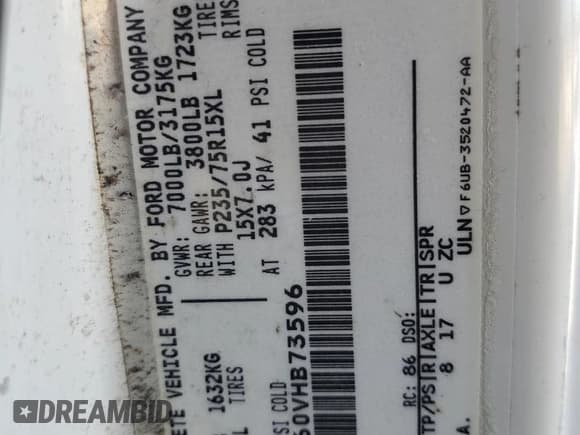 ETE VEHICLE MFD. BY FORD MOTOR COMPANY
GVWR: 7000LB/3175KG
REAR GAWR: 3800LB 1723KG
1632KG WITH P235/75R15XL TIRE
TIRES 15X7.0J RIMS
PSI COLD AT 283 kPA/ 41 PSI COLD
60VHB73596
RC: 86 DSO:
TP/PS|R|AXLE|TR|SPR
8 17 U ZC
A. ULN▽F6UB-3520472-AA
DREAMBID